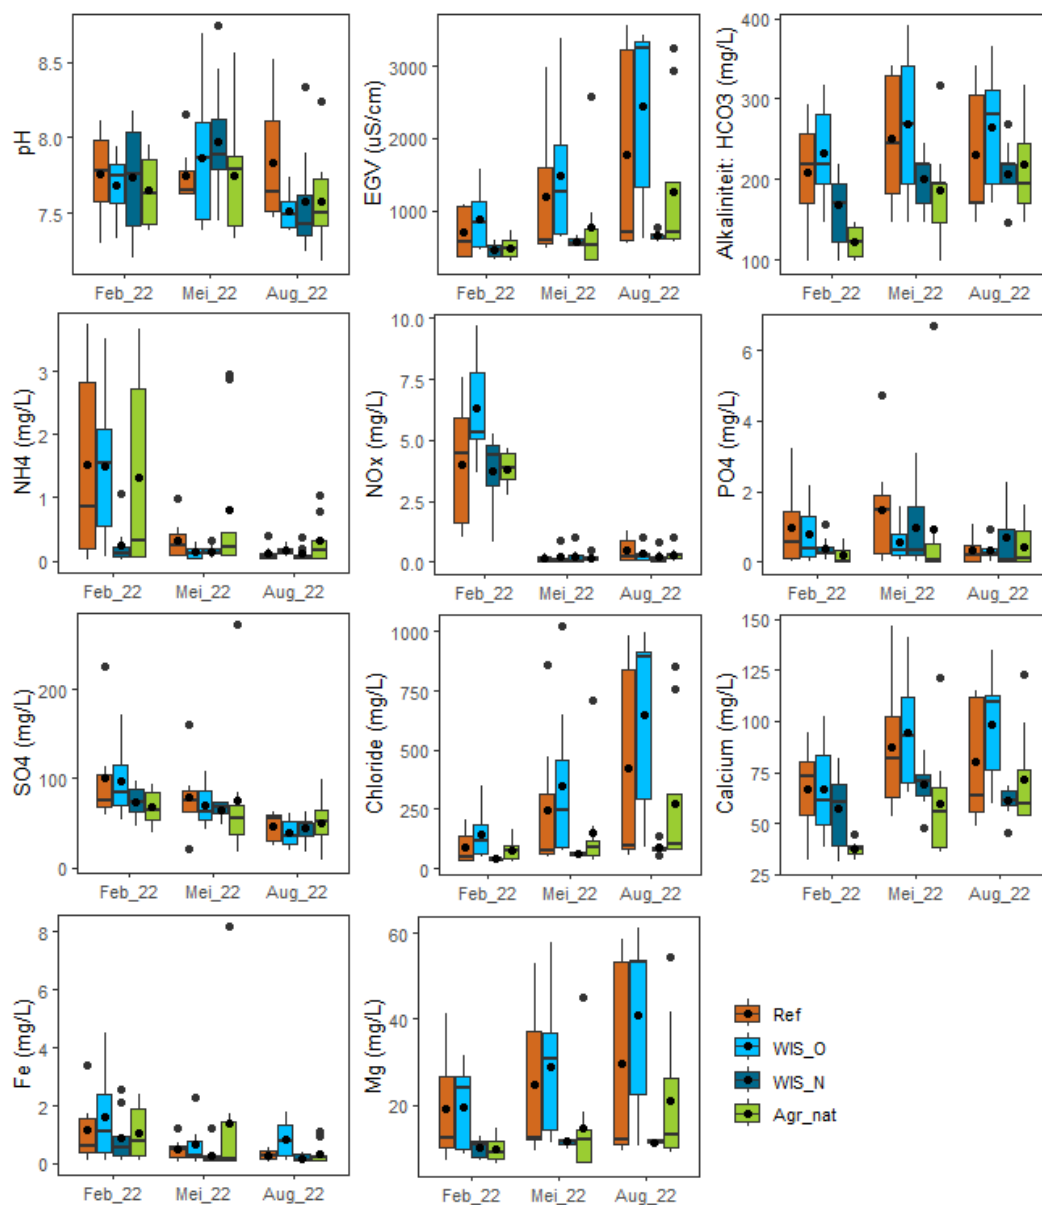 pH
8.5
8.0
7.5
Feb_22 Mei_22 Aug_22
EGV (uS/cm)
3000
2000
1000
Feb_22 Mei_22 Aug_22
Alkaliniteit: HCO3 (mg/L)
400
300
200
100
Feb_22 Mei_22 Aug_22
NH4 (mg/L)
3
2
1
0
Feb_22 Mei_22 Aug_22
NOx (mg/L)
10.0
7.5
5.0
2.5
0.0
Feb_22 Mei_22 Aug_22
PO4 (mg/L)
6
4
2
0
Feb_22 Mei_22 Aug_22
SO4 (mg/L)
200
100
0
Feb_22 Mei_22 Aug_22
Chloride (mg/L)
1000
750
500
250
0
Feb_22 Mei_22 Aug_22
Calcium (mg/L)
150
125
100
75
50
25
Feb_22 Mei_22 Aug_22
Fe (mg/L)
8
6
4
2
0
Feb_22 Mei_22 Aug_22
Mg (mg/L)
60
40
20
Feb_22 Mei_22 Aug_22
Ref
WIS_O
WIS_N
Agr_nat